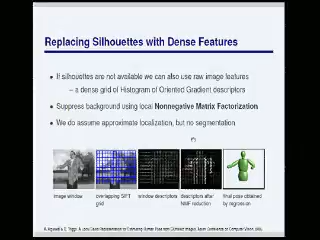 Replacing Silhouettes with Dense Features
If silhouettes are not available we can also use raw image features
– a dense grid of Histogram of Oriented Gradient descriptors
Suppress background using local Nonnegative Matrix Factorization
We do assume approximate localization, but no segmentation
image window
overlapping SIFT
grid
window descriptors
descriptors after
NMF reduction
final pose obtained
by regression